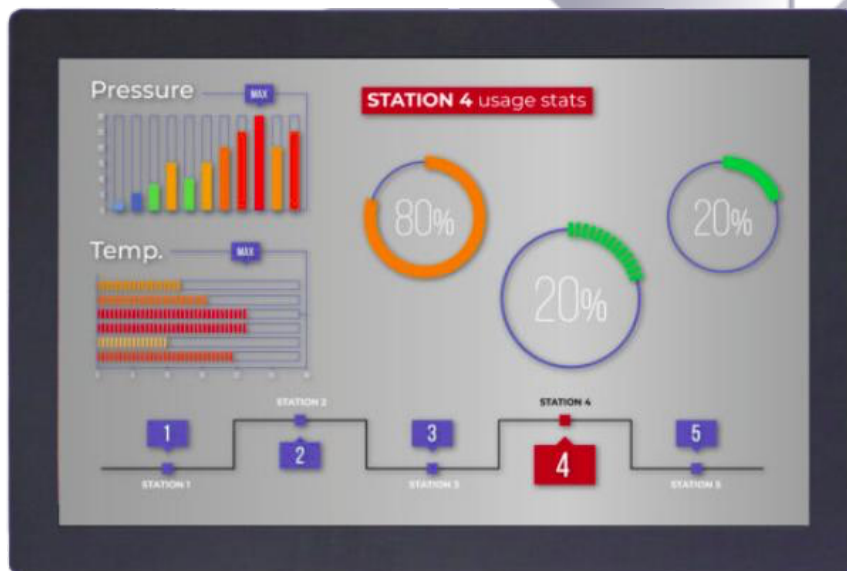 Pressure
MAX
STATION 4 usage stats
80%
20%
20%
Temp.
MAX
STATION 2
STATION 4
1
2
3
4
5
STATION 1
STATION 3
STATION 5